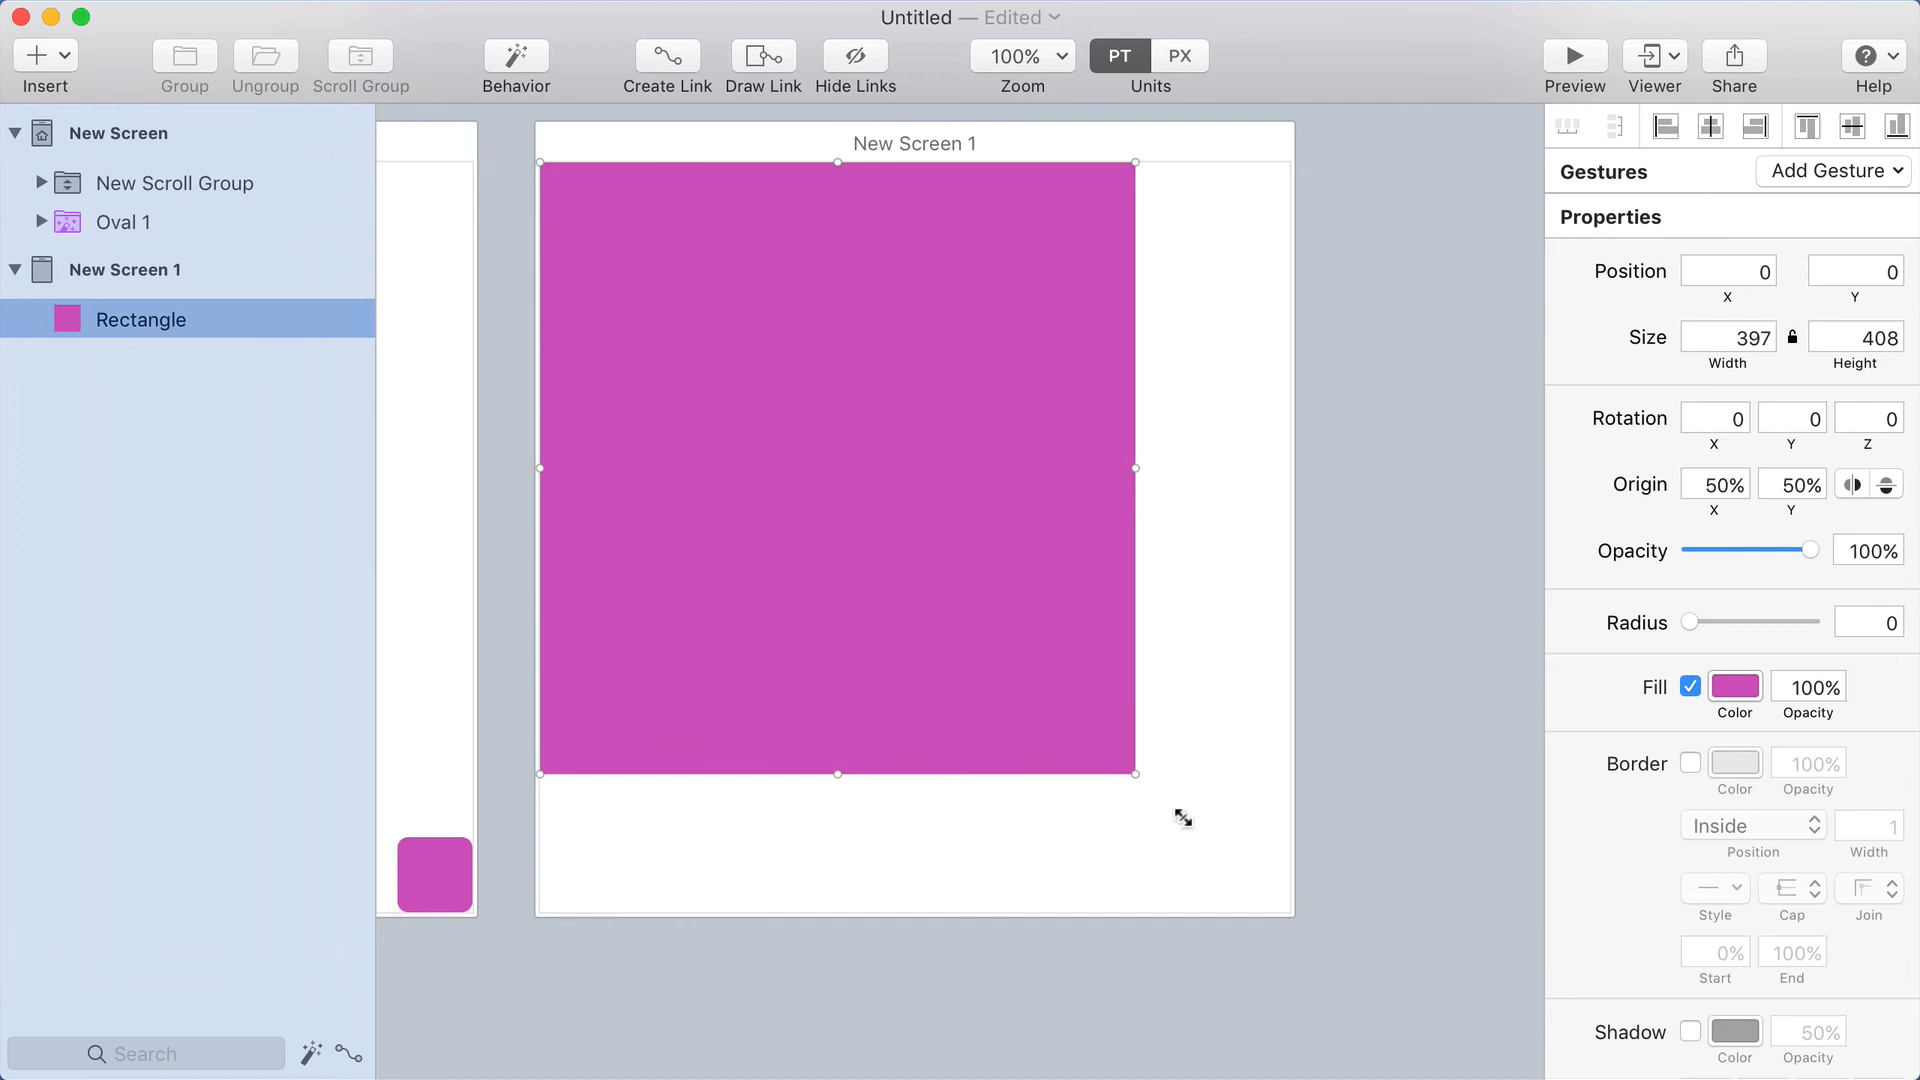 Untitled — Edited
Insert
Group
Ungroup
Scroll Group
Behavior
Create Link
Draw Link
Hide Links
100%
Zoom
PT PX
Units
Preview
Viewer
Share
Help
New Screen
New Scroll Group
Oval 1
New Screen 1
Rectangle
Search
New Screen 1
Gestures Add Gesture
Properties
Position 0 0
X Y
Size 397 408
Width Height
Rotation 0 0 0
X Y Z
Origin 50% 50%
X Y
Opacity 100%
Radius 0
Fill 100%
Color Opacity
Border 100%
Color Opacity
Inside 1
Position Width
Style Cap Join
0% 100%
Start End
Shadow 50%
Color Opacity